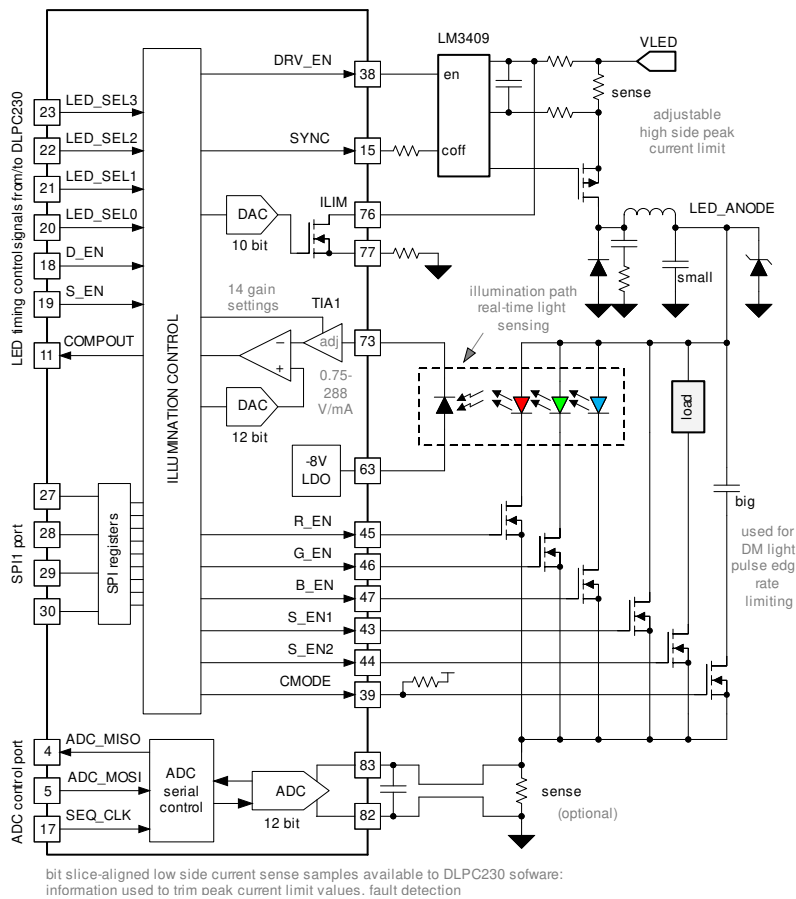 LM3409
VLED
DRV_EN
38
en
sense
adjustable
high side peak
current limit
LED timing control signals from/to DLPC230
23
LED_SEL3
22
LED_SEL2
21
LED_SEL1
20
LED_SEL0
18
D_EN
19
S_EN
11
COMPOUT
ILLUMINATION CONTROL
SYNC
15
coff
ILIM
76
DAC
10 bit
77
LED_ANODE
small
14 gain
settings
TIA1
adj
73
0.75-
288
V/mA
DAC
12 bit
illumination path
real-time light
sensing
load
-8V
LDO
63
big
used for
DM light
pulse edg
rate
limiting
SPI1 port
27
28
29
30
SPI registers
R_EN
45
G_EN
46
B_EN
47
S_EN1
43
S_EN2
44
CMODE
39
ADC control port
4
ADC_MISO
5
ADC_MOSI
17
SEQ_CLK
ADC
serial
control
ADC
12 bit
83
82
sense
(optional)
bit slice-aligned low side current sense samples available to DLPC230 sofware:
information used to trim peak current limit values, fault detection